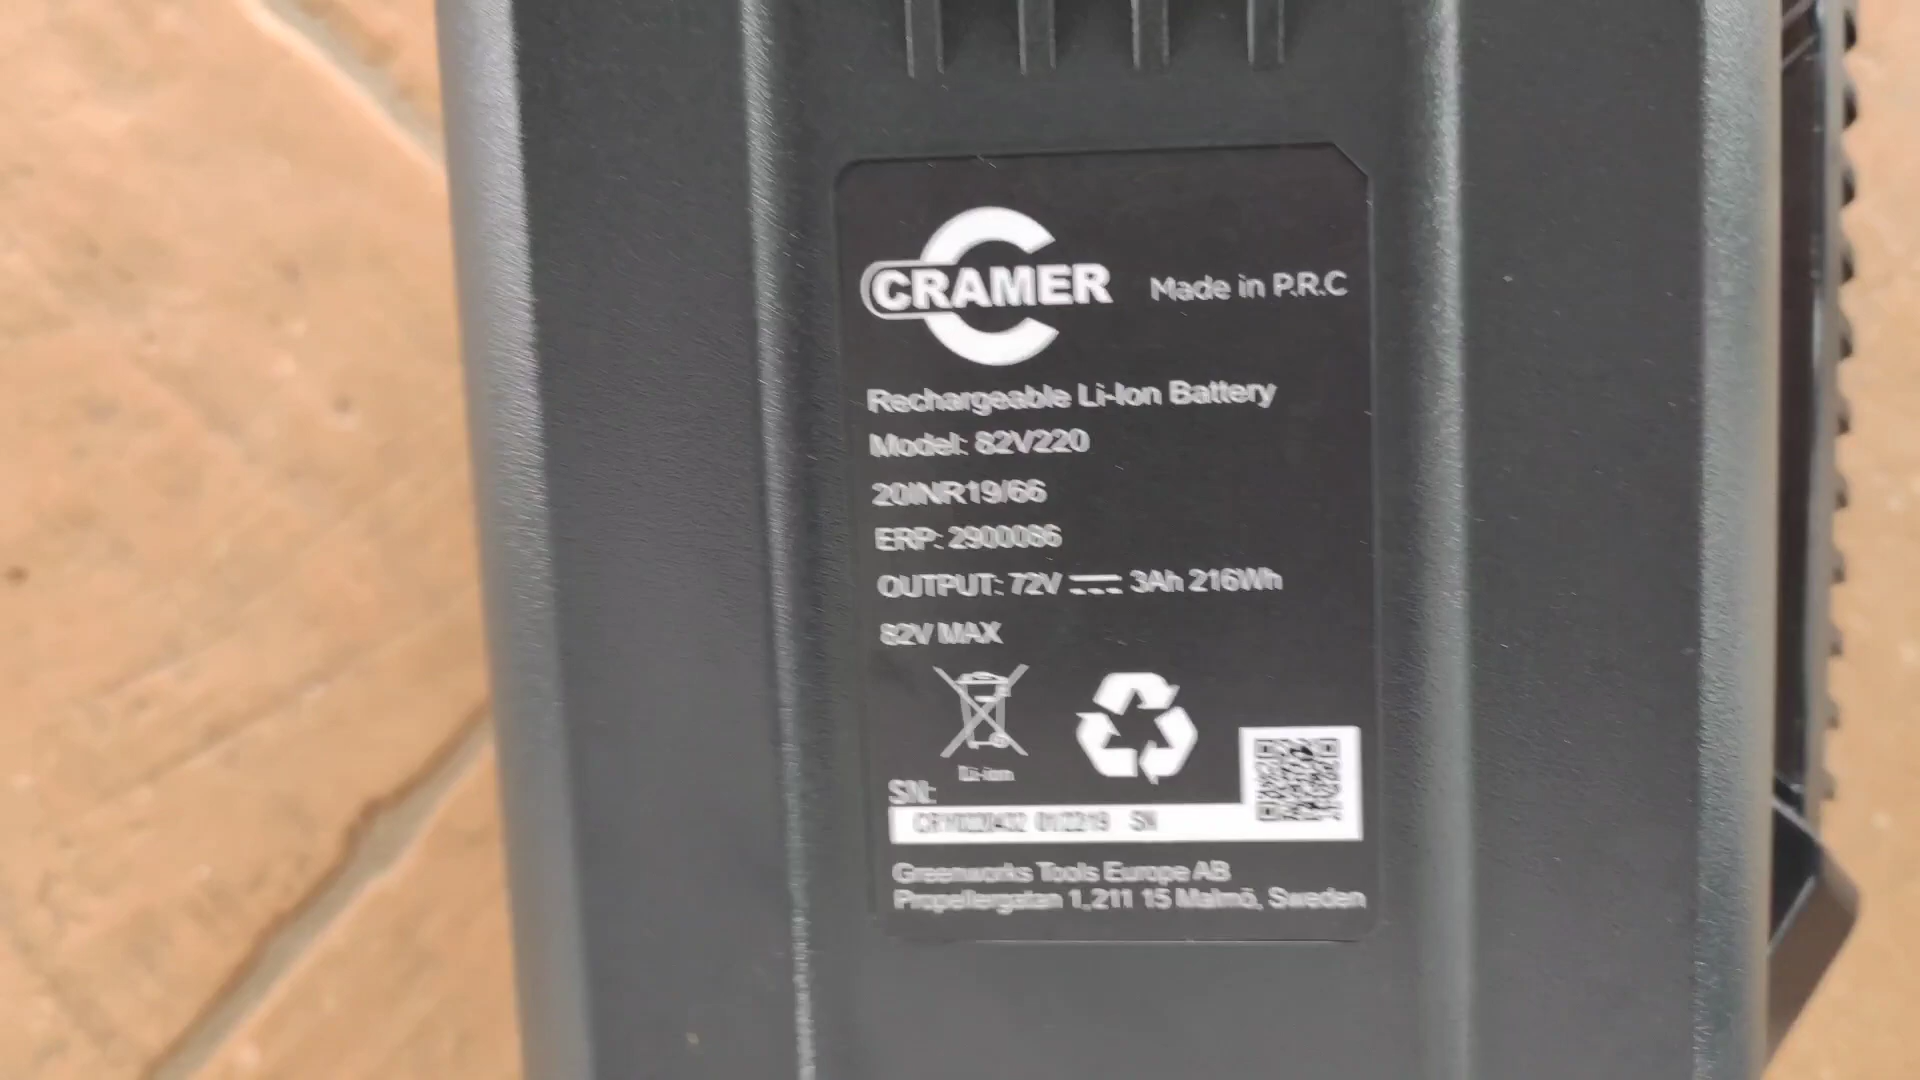 CRAMER
Made in P.R.C
Rechargeable Li-Ion Battery
Model: 82V220
20INR19/66
ERP: 2900086
OUTPUT: 72V 3Ah 216Wh
82V MAX
Li-ion
SN:
SN
Greenworks Tools Europe AB
Propellergatan 1, 211 15 Malmö, Sweden